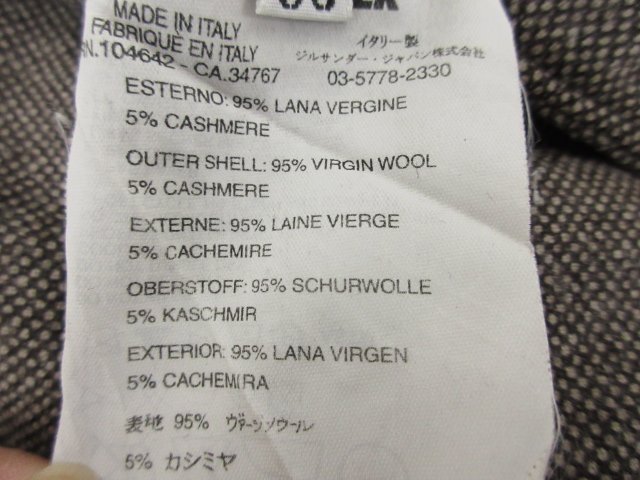 MADE IN ITALY
FABRIQUE EN ITALY
RN.104642 - CA.34767
イタリー製
ジルサンダー・ジャパン株式会社
03-5778-2330
ESTERNO: 95% LANA VERGINE
5% CASHMERE
OUTER SHELL: 95% VIRGIN WOOL
5% CASHMERE
EXTERNE: 95% LAINE VIERGE
5% CACHEMIRE
OBERSTOFF: 95% SCHURWOLLE
5% KASCHMIR
EXTERIOR: 95% LANA VIRGEN
5% CACHEMIRA
表地 95% ヴァージンウール
5% カシミヤ